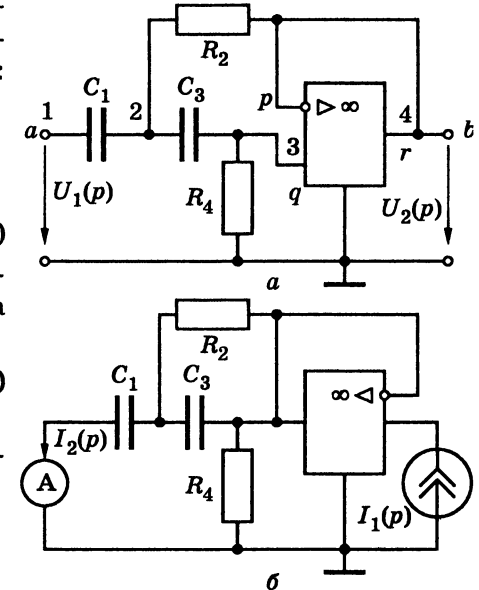 R₂
C₁ C₃ p ▷ ∞
1 2 3 4
a b
q r
U₁(p) R₄ U₂(p)
а
R₂
C₁ C₃ ∞ ◁
I₂(p)
A R₄ I₁(p)
б